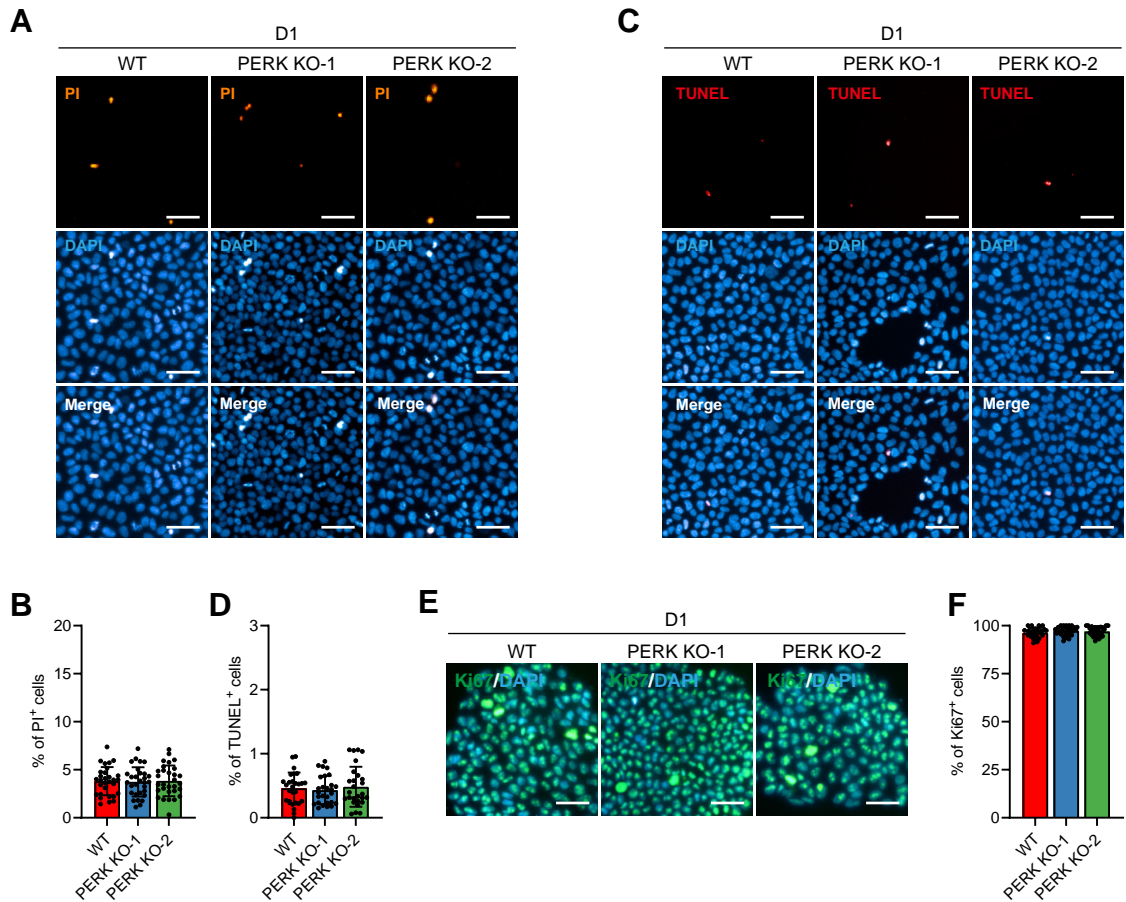 A
D1
WT PERK KO-1 PERK KO-2
PI PI PI
DAPI DAPI DAPI
Merge Merge Merge
C
D1
WT PERK KO-1 PERK KO-2
TUNEL TUNEL TUNEL
DAPI DAPI DAPI
Merge Merge Merge
B
% of PI⁺ cells
20
15
10
5
0
WT
PERK KO-1
PERK KO-2
D
% of TUNEL⁺ cells
3
2
1
0
WT
PERK KO-1
PERK KO-2
E
D1
WT PERK KO-1 PERK KO-2
Ki67/DAPI Ki67/DAPI Ki67/DAPI
F
% of Ki67⁺ cells
100
75
50
25
0
WT
PERK KO-1
PERK KO-2